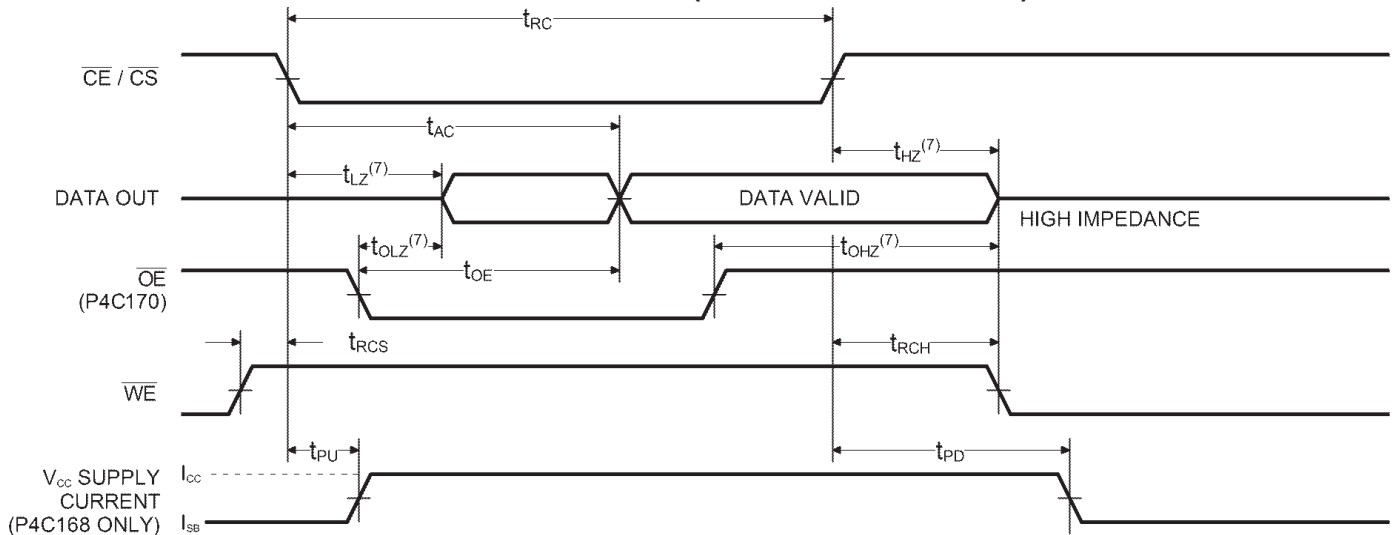 tRC
CE / CS
tAC
tHZ(7)
tLZ(7)
DATA OUT
DATA VALID
HIGH IMPEDANCE
tOLZ(7)
tOHZ(7)
tOE
OE
(P4C170)
tRCS
tRCH
WE
tPU
tPD
VCC SUPPLY
CURRENT
(P4C168 ONLY)
ICC
ISB